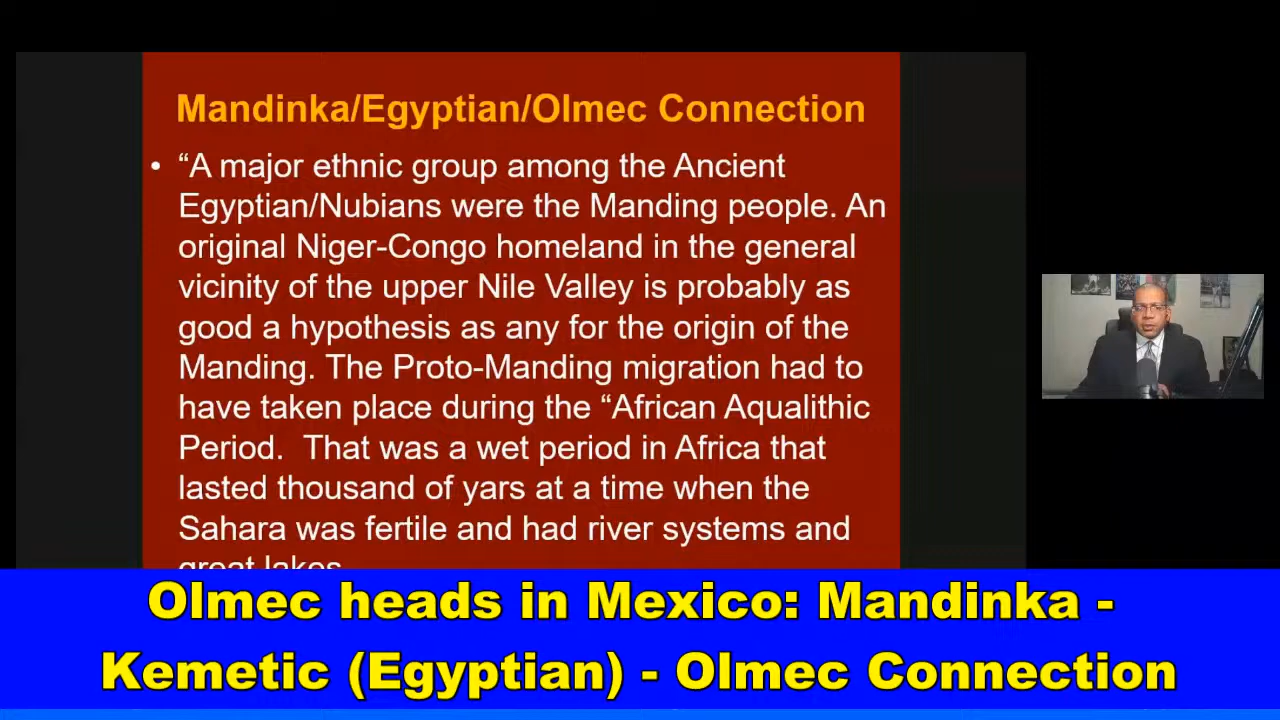 Mandinka/Egyptian/Olmec Connection
• “A major ethnic group among the Ancient
Egyptian/Nubians were the Manding people. An
original Niger-Congo homeland in the general
vicinity of the upper Nile Valley is probably as
good a hypothesis as any for the origin of the
Manding. The Proto-Manding migration had to
have taken place during the “African Aqualithic
Period.  That was a wet period in Africa that
lasted thousand of yars at a time when the
Sahara was fertile and had river systems and
great lakes
Olmec heads in Mexico: Mandinka -
Kemetic (Egyptian) - Olmec Connection